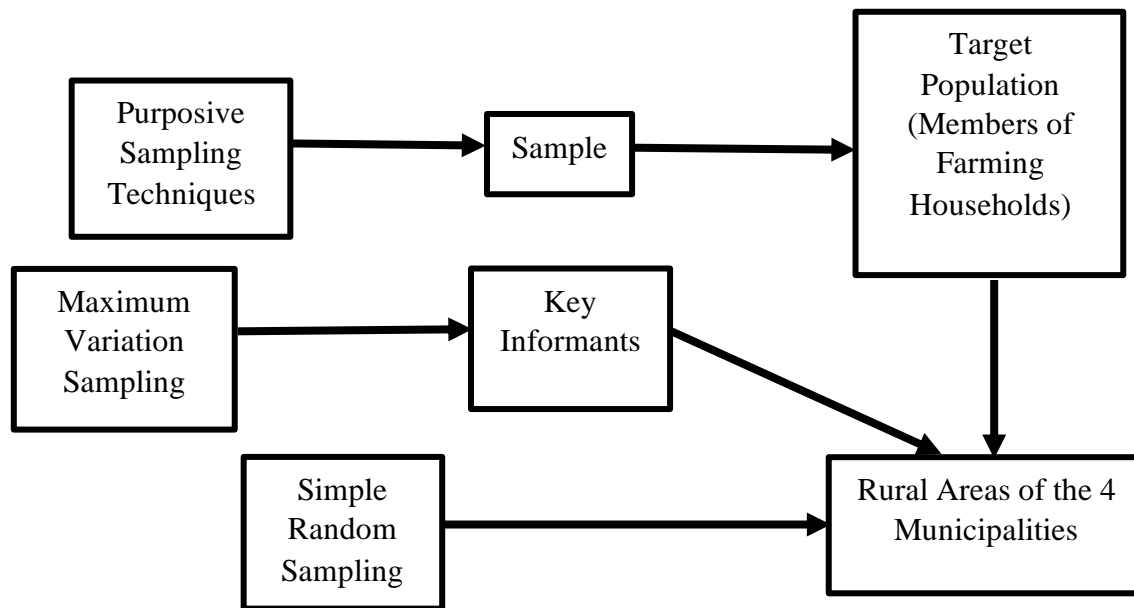 Purposive
Sampling
Techniques
Sample
Target
Population
(Members of
Farming
Households)
Maximum
Variation
Sampling
Key
Informants
Simple
Random
Sampling
Rural Areas of the 4
Municipalities